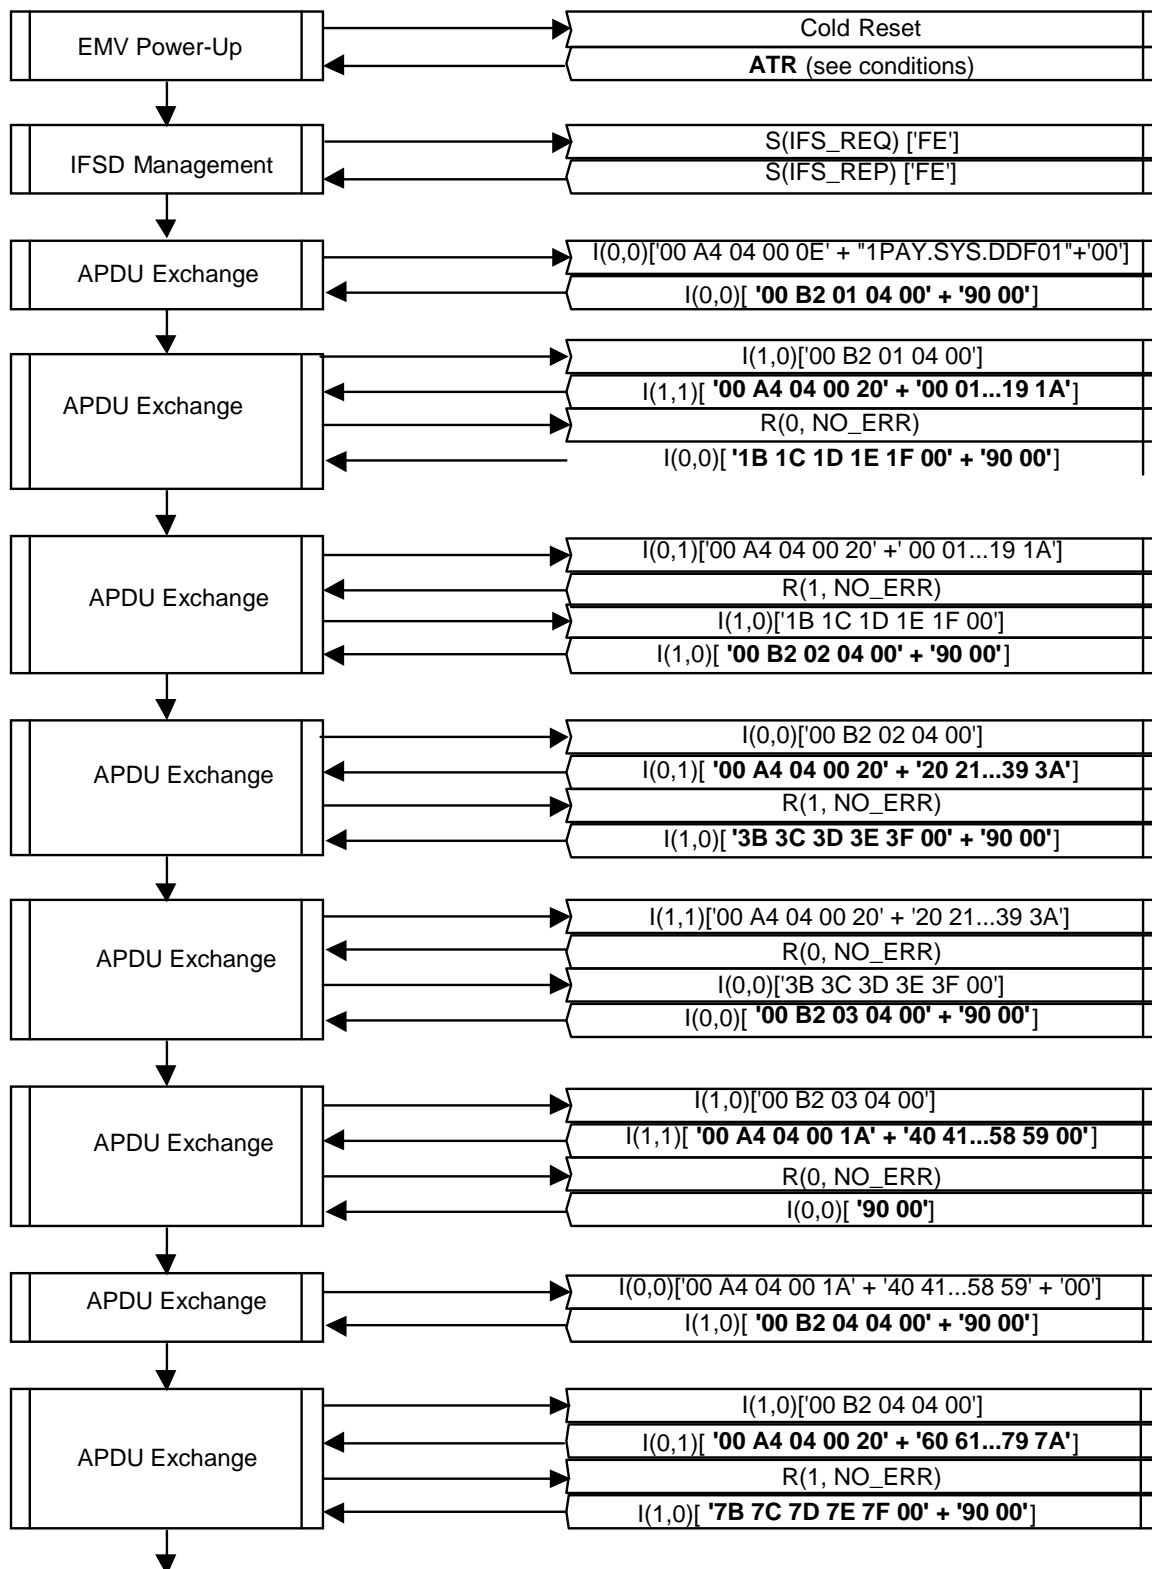 EMV Power-Up
Cold Reset
ATR (see conditions)
IFSD Management
S(IFS_REQ) ['FE']
S(IFS_REP) ['FE']
APDU Exchange
I(0,0)['00 A4 04 00 0E' + "1PAY.SYS.DDF01"+'00']
I(0,0)[ '00 B2 01 04 00' + '90 00']
APDU Exchange
I(1,0)['00 B2 01 04 00']
I(1,1)[ '00 A4 04 00 20' + '00 01...19 1A']
R(0, NO_ERR)
I(0,0)[ '1B 1C 1D 1E 1F 00' + '90 00']
APDU Exchange
I(0,1)['00 A4 04 00 20' +' 00 01...19 1A']
R(1, NO_ERR)
I(1,0)['1B 1C 1D 1E 1F 00']
I(1,0)[ '00 B2 02 04 00' + '90 00']
APDU Exchange
I(0,0)['00 B2 02 04 00']
I(0,1)[ '00 A4 04 00 20' + '20 21...39 3A']
R(1, NO_ERR)
I(1,0)[ '3B 3C 3D 3E 3F 00' + '90 00']
APDU Exchange
I(1,1)['00 A4 04 00 20' + '20 21...39 3A']
R(0, NO_ERR)
I(0,0)['3B 3C 3D 3E 3F 00']
I(0,0)[ '00 B2 03 04 00' + '90 00']
APDU Exchange
I(1,0)['00 B2 03 04 00']
I(1,1)[ '00 A4 04 00 1A' + '40 41...58 59 00']
R(0, NO_ERR)
I(0,0)[ '90 00']
APDU Exchange
I(0,0)['00 A4 04 00 1A' + '40 41...58 59' + '00']
I(1,0)[ '00 B2 04 04 00' + '90 00']
APDU Exchange
I(1,0)['00 B2 04 04 00']
I(0,1)[ '00 A4 04 00 20' + '60 61...79 7A']
R(1, NO_ERR)
I(1,0)[ '7B 7C 7D 7E 7F 00' + '90 00']